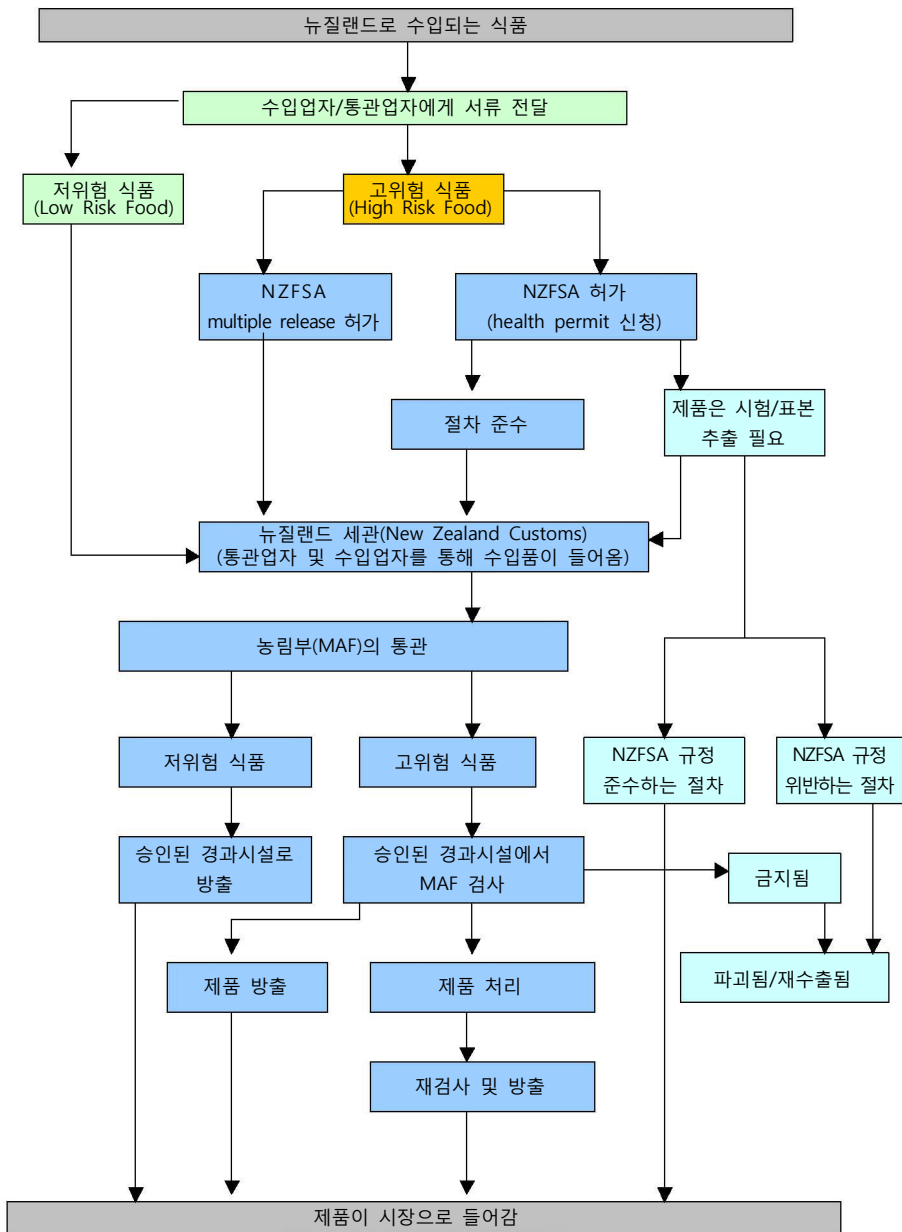 뉴질랜드로 수입되는 식품
수입업자/통관업자에게 서류 전달
저위험 식품
(Low Risk Food)
고위험 식품
(High Risk Food)
NZFSA
multiple release 허가
NZFSA 허가
(health permit 신청)
절차 준수
제품은 시험/표본
추출 필요
뉴질랜드 세관(New Zealand Customs)
(통관업자 및 수입업자를 통해 수입품이 들어옴)
농림부(MAF)의 통관
저위험 식품
고위험 식품
NZFSA 규정
준수하는 절차
NZFSA 규정
위반하는 절차
승인된 경과시설로
방출
승인된 경과시설에서
MAF 검사
금지됨
제품 방출
제품 처리
파괴됨/재수출됨
재검사 및 방출
제품이 시장으로 들어감